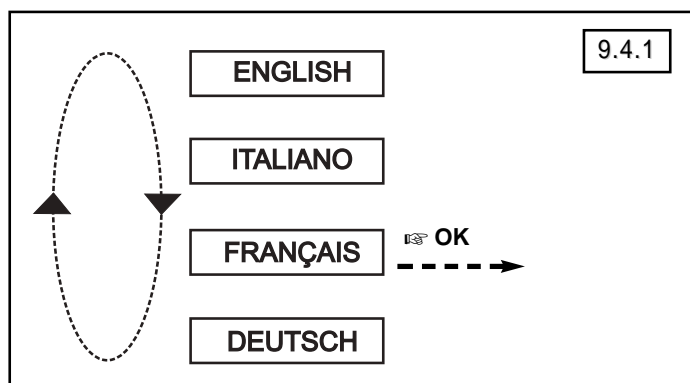 9.4.1
ENGLISH
ITALIANO
FRANÇAIS
☞ OK
DEUTSCH